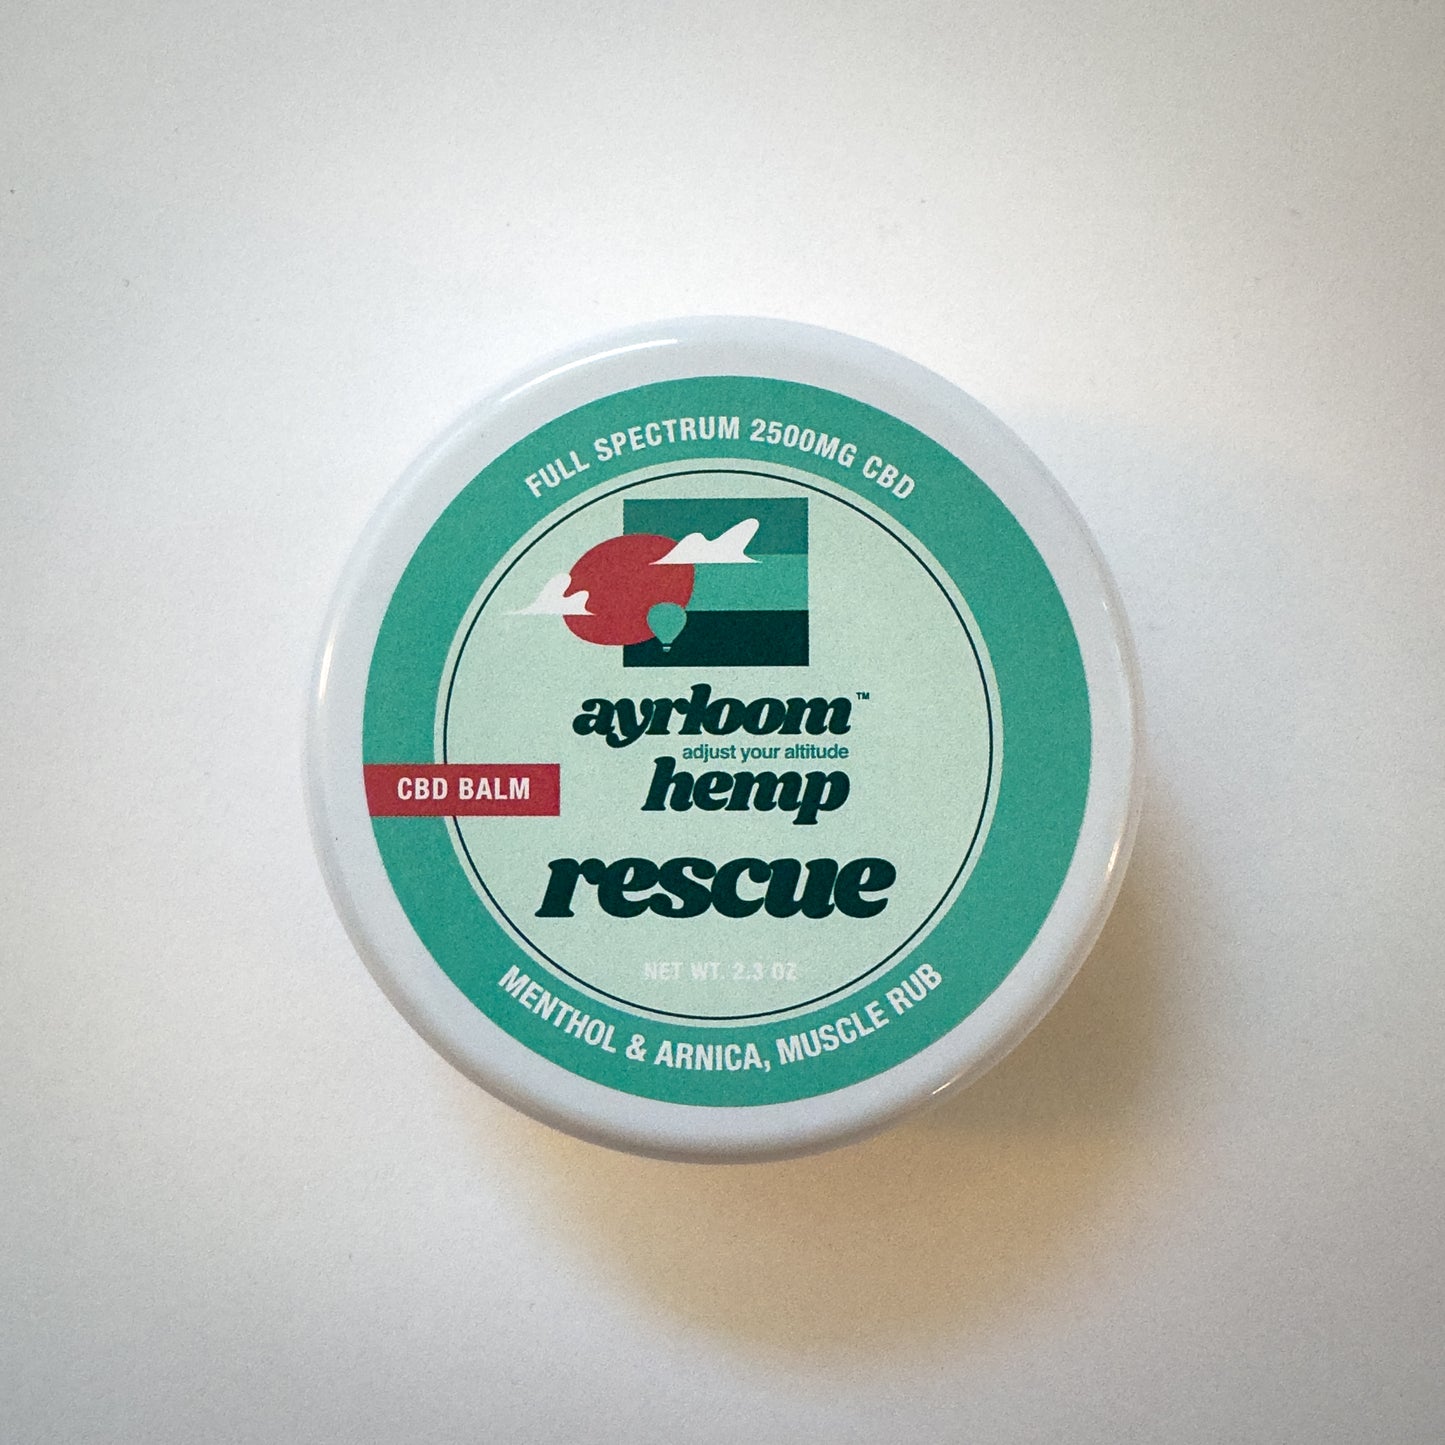 FULL SPECTRUM 2500MG CBD
ayrloom™
adjust your altitude
hemp
CBD BALM
rescue
NET WT. 2.3 OZ
MENTHOL & ARNICA, MUSCLE RUB